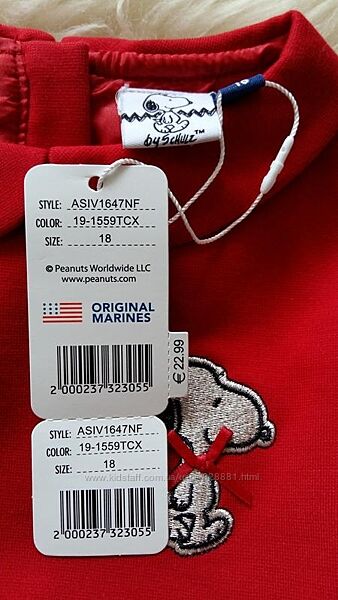 by SCHULZ™
STYLE: ASIV1647NF
COLOR: 19-1559TCX
SIZE: 18
© Peanuts Worldwide LLC
www.peanuts.com
ORIGINAL
MARINES
€ 22.99
2 000237 323055
STYLE: ASIV1647NF
COLOR: 19-1559TCX
SIZE: 18
2 000237 323055